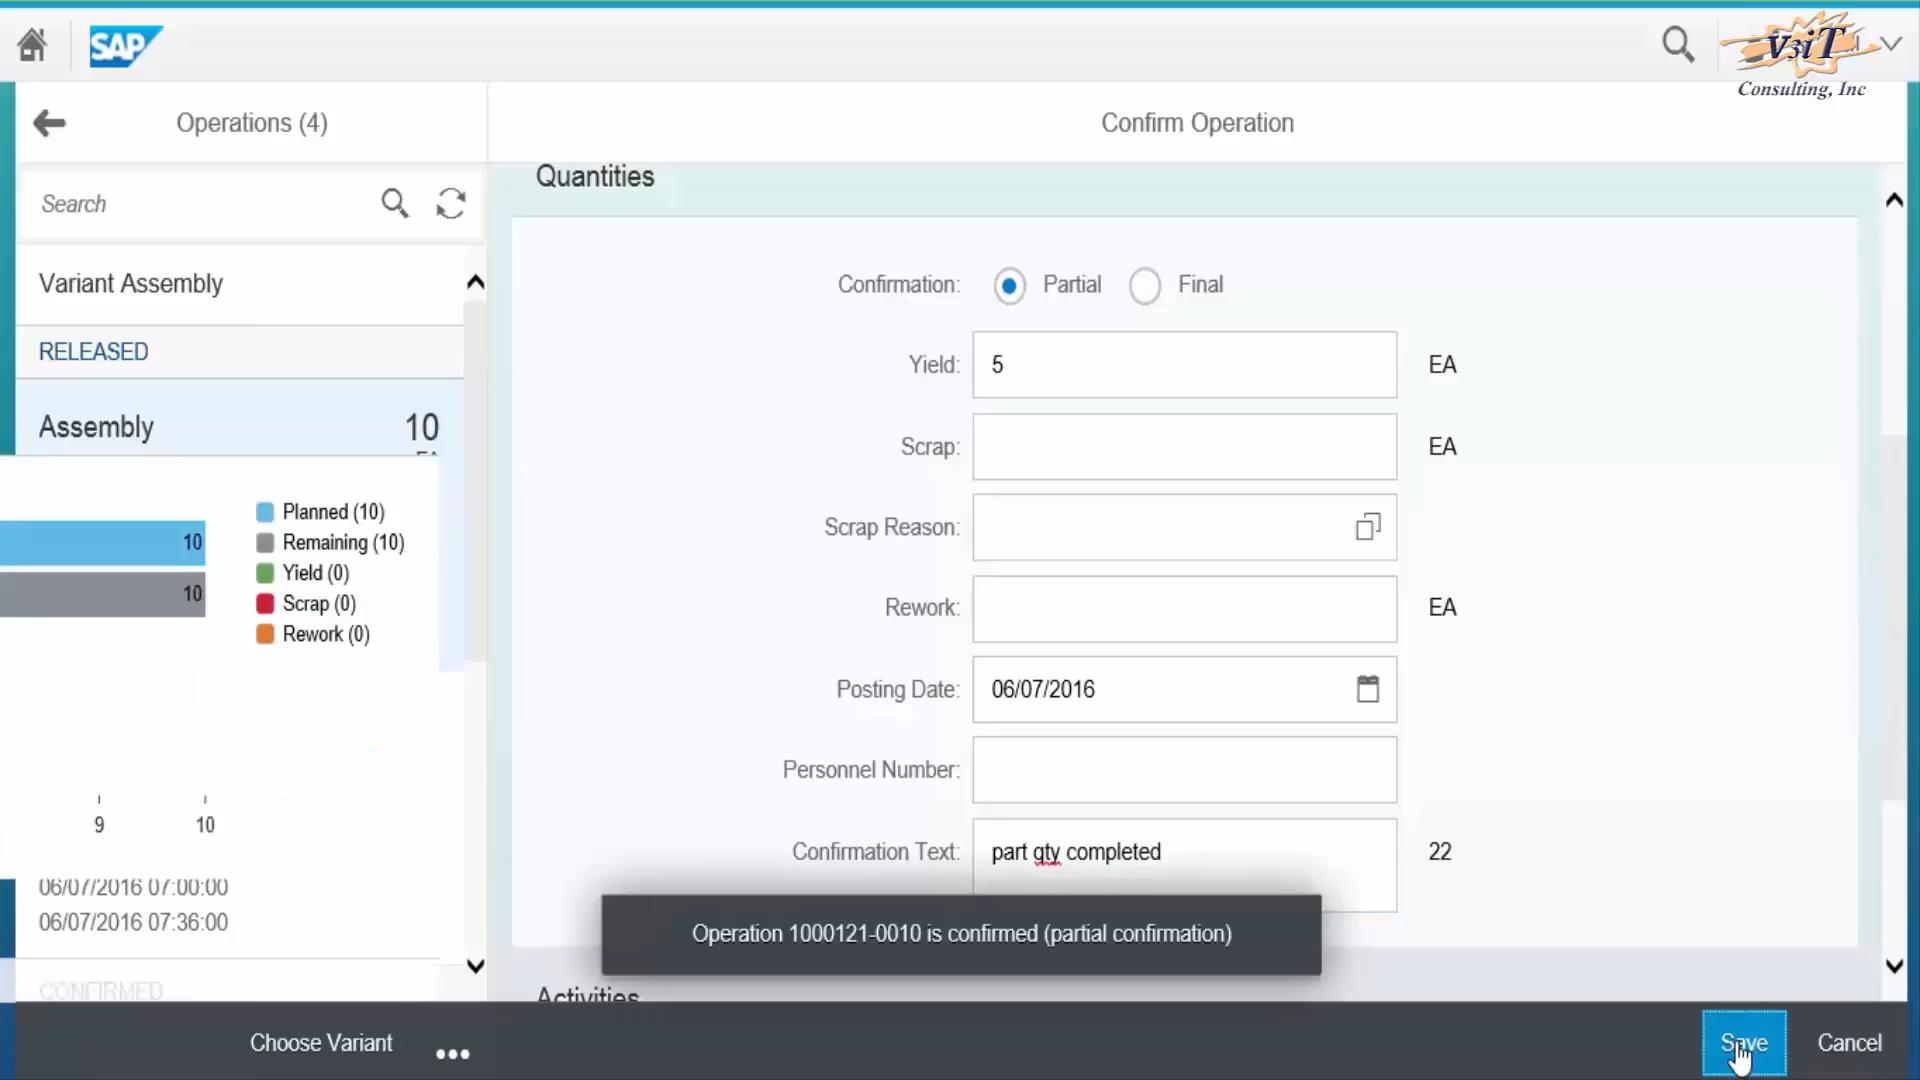 SAP
V3iT
Consulting, Inc
Operations (4)
Confirm Operation
Search
Quantities
Variant Assembly
RELEASED
Assembly
10
EA
Confirmation:
Partial
Final
Yield:
5
EA
Scrap:
EA
Scrap Reason:
Rework:
EA
Posting Date:
06/07/2016
Personnel Number:
Confirmation Text:
part qty completed
22
10
10
Planned (10)
Remaining (10)
Yield (0)
Scrap (0)
Rework (0)
9
10
06/07/2016 07:00:00
06/07/2016 07:36:00
CONFIRMED
Operation 1000121-0010 is confirmed (partial confirmation)
Activities
Choose Variant
Save
Cancel